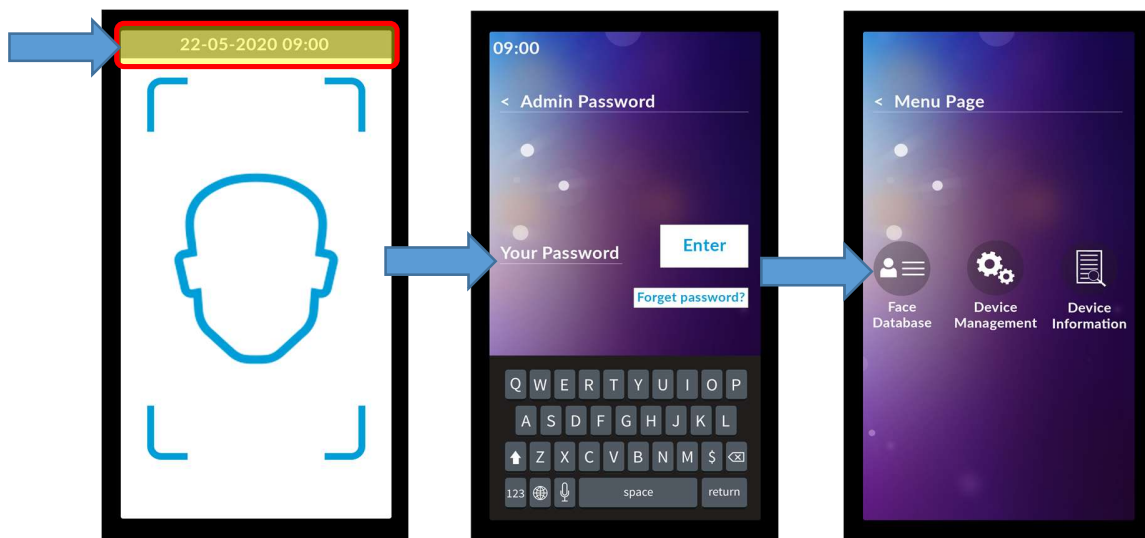 22-05-2020 09:00
09:00
< Admin Password
Your Password
Enter
Forget password?
Q W E R T Y U I O P
A S D F G H J K L
Z X C V B N M $
123 space return
< Menu Page
Face
Database
Device
Management
Device
Information